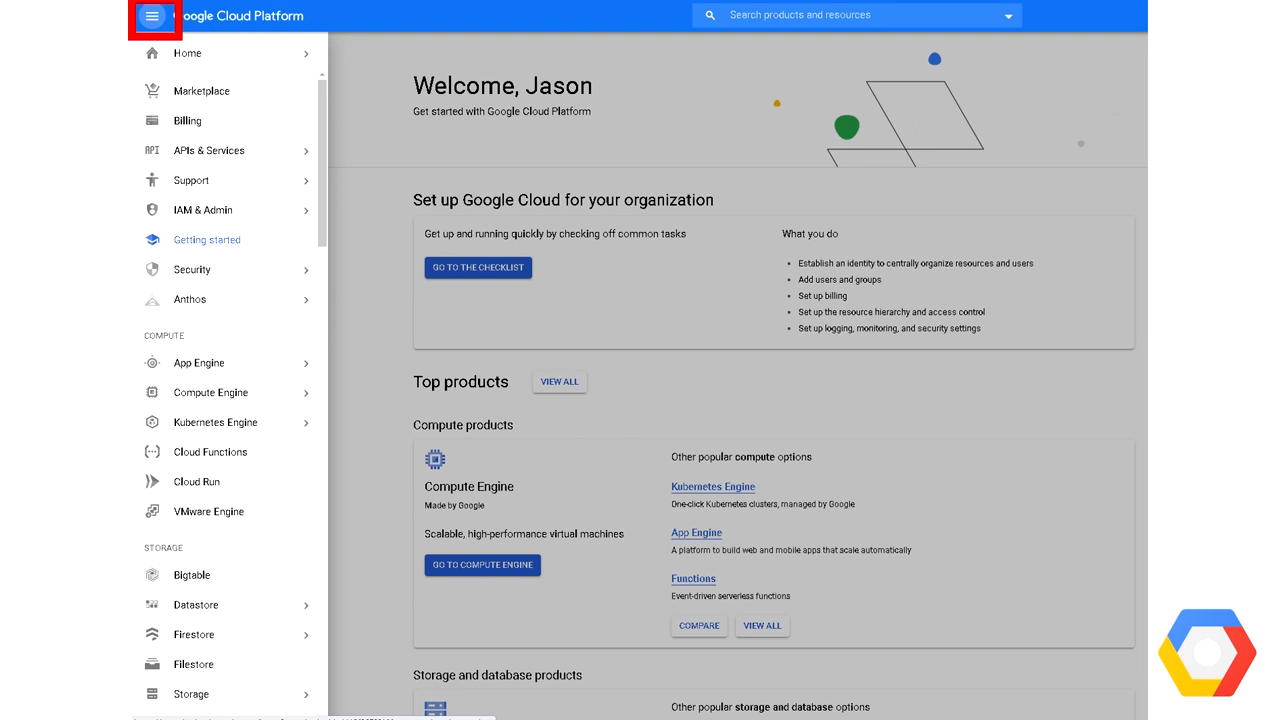 Google Cloud Platform
Search products and resources
Home
Marketplace
Billing
API APIs & Services
Support
IAM & Admin
Getting started
Security
Anthos
COMPUTE
App Engine
Compute Engine
Kubernetes Engine
Cloud Functions
Cloud Run
VMware Engine
STORAGE
Bigtable
Datastore
Firestore
Filestore
Storage
Welcome, Jason
Get started with Google Cloud Platform
Set up Google Cloud for your organization
Get up and running quickly by checking off common tasks
GO TO THE CHECKLIST
What you do
Establish an identity to centrally organize resources and users
Add users and groups
Set up billing
Set up the resource hierarchy and access control
Set up logging, monitoring, and security settings
Top products
VIEW ALL
Compute products
Compute Engine
Made by Google
Scalable, high-performance virtual machines
GO TO COMPUTE ENGINE
Other popular compute options
Kubernetes Engine
One-click Kubernetes clusters, managed by Google
App Engine
A platform to build web and mobile apps that scale automatically
Functions
Event-driven serverless functions
COMPARE
VIEW ALL
Storage and database products
Other popular storage and database options